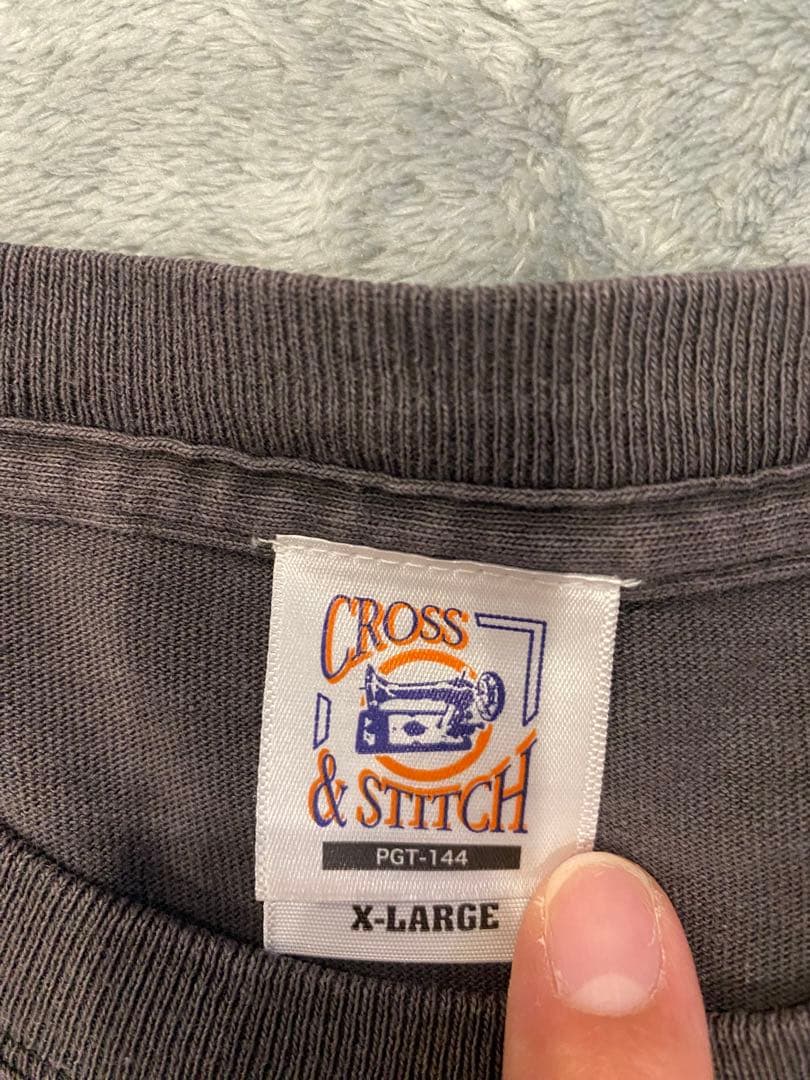 CROSS
& STITCH
PGT-144
X-LARGE